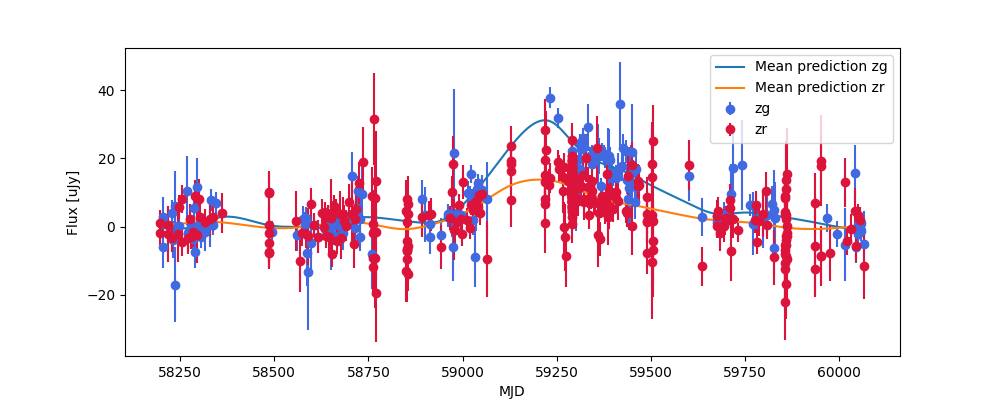 Mean prediction zg
Mean prediction zr
zg
zr
40
20
0
−20
Flux [uJy]
58250 58500 58750 59000 59250 59500 59750 60000
MJD